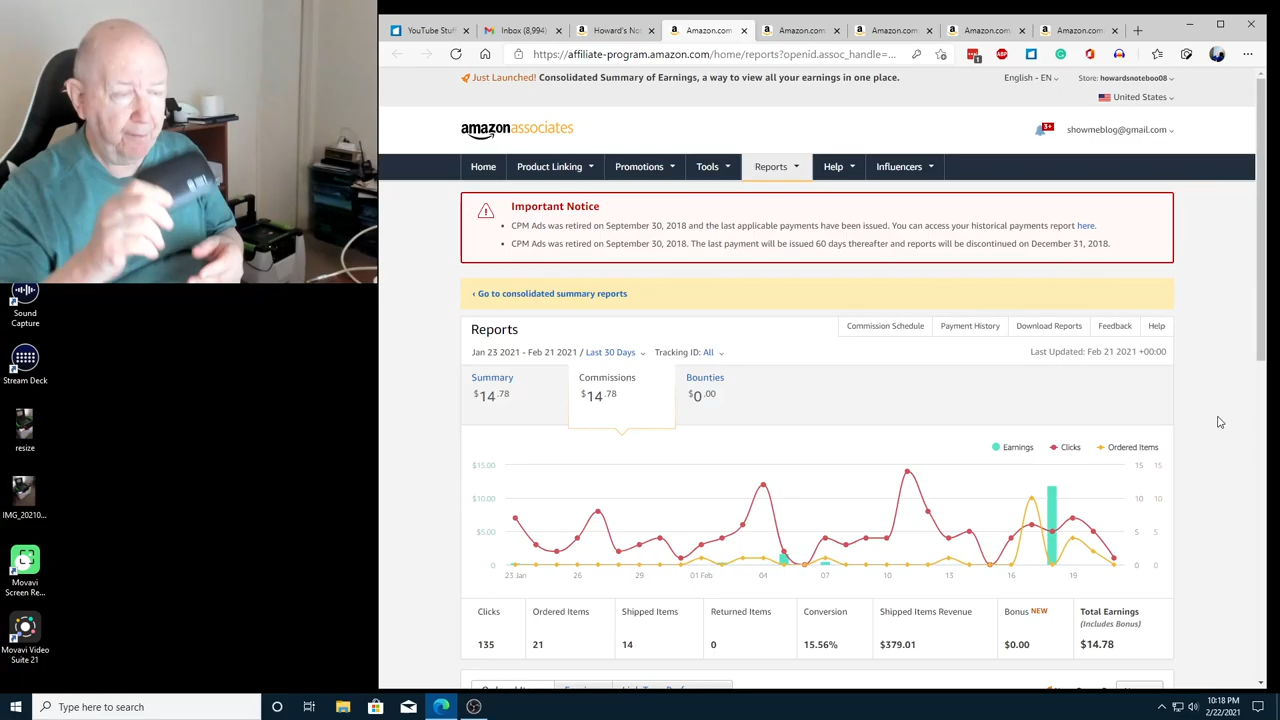 YouTube Stuff
Inbox (8,994)
Howard's No
Amazon.com
Amazon.com
Amazon.com
Amazon.com
Amazon.com
https://affiliate-program.amazon.com/home/reports?openid.assoc_handle=...
Just Launched! Consolidated Summary of Earnings, a way to view all your earnings in one place.
English - EN
Store: howardsnoteboo08
United States
amazonassociates
3+
showmeblog@gmail.com
Home
Product Linking
Promotions
Tools
Reports
Help
Influencers
Important Notice
• CPM Ads was retired on September 30, 2018 and the last applicable payments have been issued. You can access your historical payments report here.
• CPM Ads was retired on September 30, 2018. The last payment will be issued 60 days thereafter and reports will be discontinued on December 31, 2018.
‹ Go to consolidated summary reports
Reports
Commission Schedule
Payment History
Download Reports
Feedback
Help
Jan 23 2021 - Feb 21 2021 / Last 30 Days
Tracking ID: All
Last Updated: Feb 21 2021 +00:00
Summary
Commissions
Bounties
$14.78
$14.78
$0.00
Earnings
Clicks
Ordered Items
$15.00
15
15
$10.00
10
10
$5.00
5
5
0
0
0
23 Jan
26
29
01 Feb
04
07
10
13
16
19
Clicks
Ordered Items
Shipped Items
Returned Items
Conversion
Shipped Items Revenue
Bonus NEW
Total Earnings
(Includes Bonus)
135
21
14
0
15.56%
$379.01
$0.00
$14.78
Sound
Capture
Stream Deck
resize
IMG_20210...
Movavi
Screen Re...
Movavi Video
Suite 21
Type here to search
10:18 PM
2/22/2021